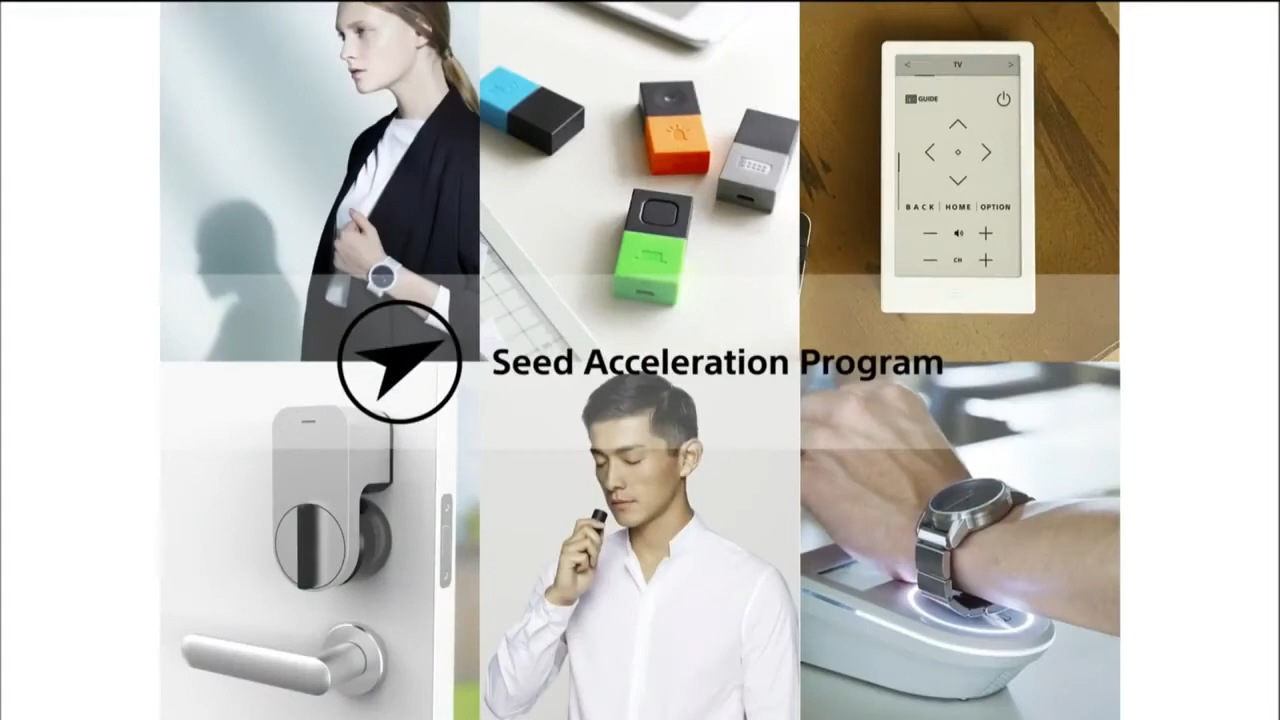 < TV >
GUIDE
BACK | HOME | OPTION
CH
Seed Acceleration Program